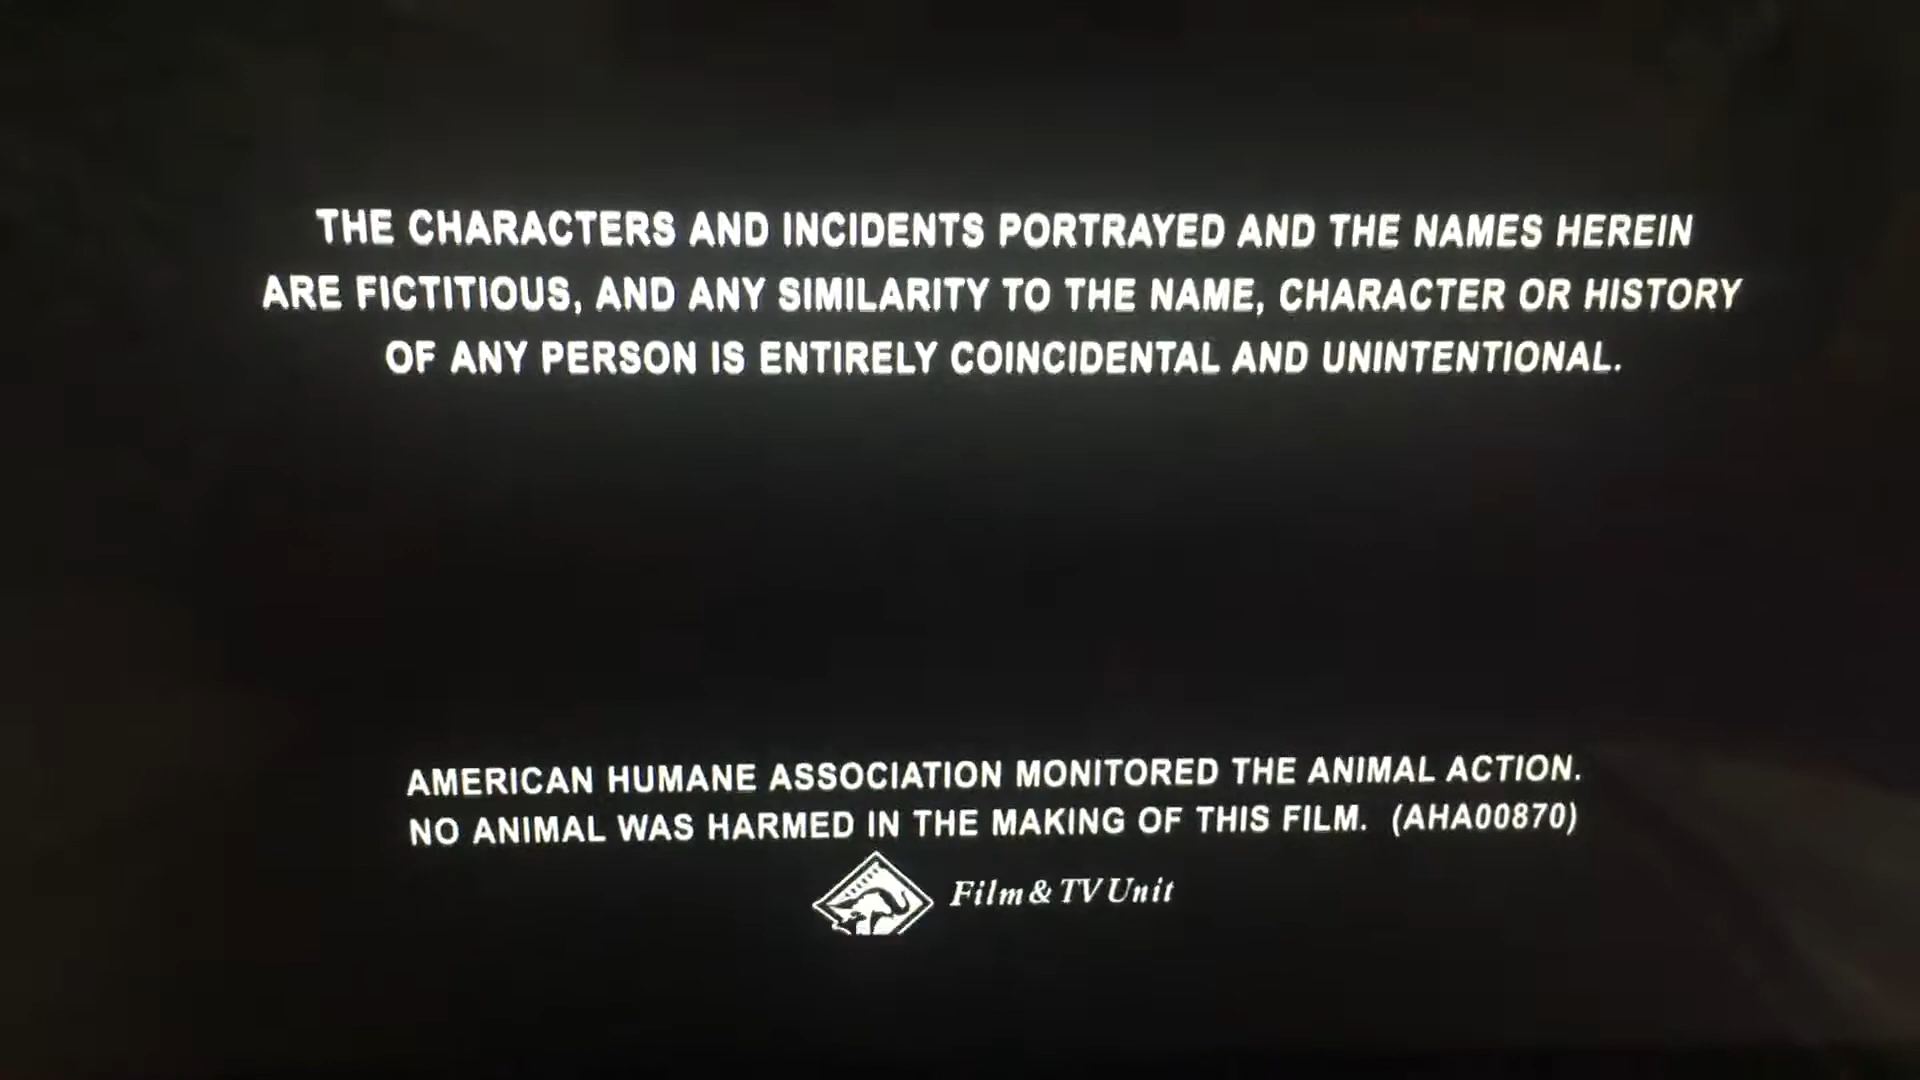 THE CHARACTERS AND INCIDENTS PORTRAYED AND THE NAMES HEREIN
ARE FICTITIOUS, AND ANY SIMILARITY TO THE NAME, CHARACTER OR HISTORY
OF ANY PERSON IS ENTIRELY COINCIDENTAL AND UNINTENTIONAL.
AMERICAN HUMANE ASSOCIATION MONITORED THE ANIMAL ACTION.
NO ANIMAL WAS HARMED IN THE MAKING OF THIS FILM. (AHA00870)
Film & TV Unit